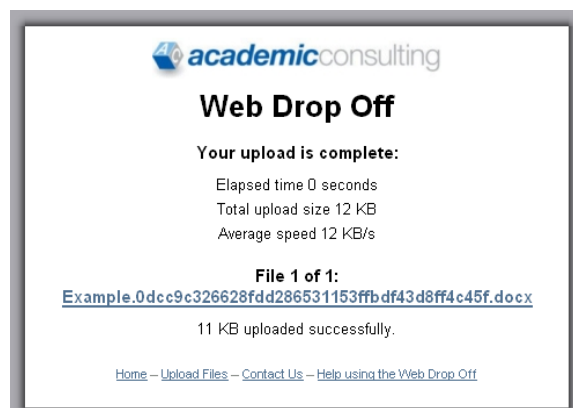 academicconsulting
Web Drop Off
Your upload is complete:
Elapsed time 0 seconds
Total upload size 12 KB
Average speed 12 KB/s
File 1 of 1:
Example.0dcc9c326628fdd286531153ffbdf43d8ff4c45f.docx
11 KB uploaded successfully.
Home – Upload Files – Contact Us – Help using the Web Drop Off